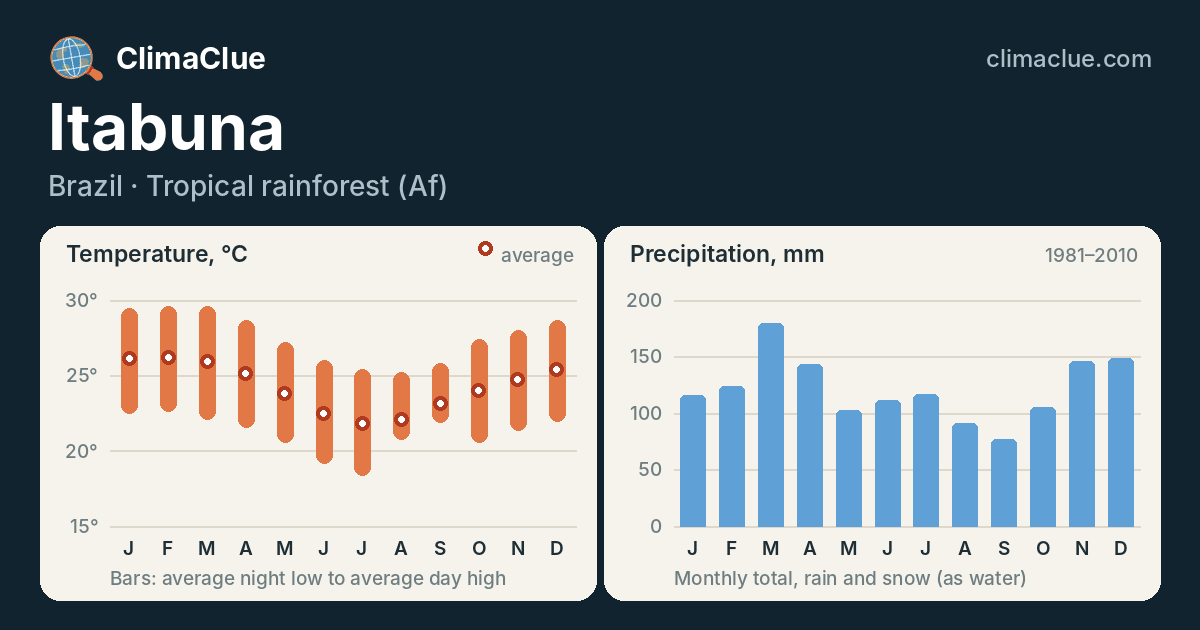 ClimaClue
climaclue.com
Itabuna
Brazil · Tropical rainforest (Af)
Temperature, °C
average
30°
25°
20°
15°
J F M A M J J A S O N D
Bars: average night low to average day high
Precipitation, mm
1981–2010
200
150
100
50
0
J F M A M J J A S O N D
Monthly total, rain and snow (as water)